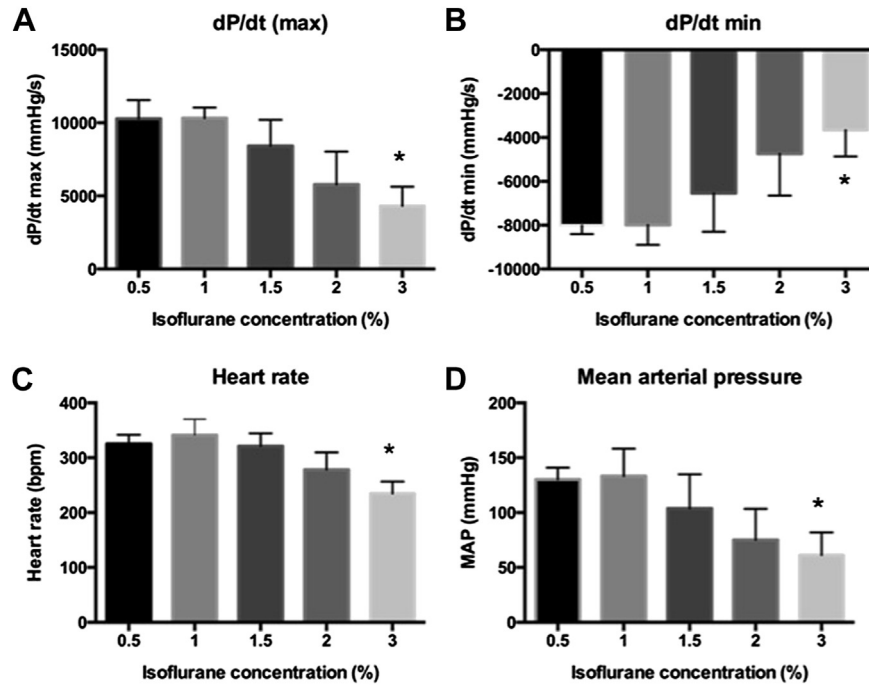 A
dP/dt (max)
dP/dt max (mmHg/s)
15000
10000
5000
0
*
0.5 1 1.5 2 3
Isoflurane concentration (%)
B
dP/dt min
dP/dt min (mmHg/s)
0
-2000
-4000
-6000
-8000
-10000
*
0.5 1 1.5 2 3
Isoflurane concentration (%)
C
Heart rate
Heart rate (bpm)
400
300
200
100
0
*
0.5 1 1.5 2 3
Isoflurane concentration (%)
D
Mean arterial pressure
MAP (mmHg)
200
150
100
50
0
*
0.5 1 1.5 2 3
Isoflurane concentration (%)